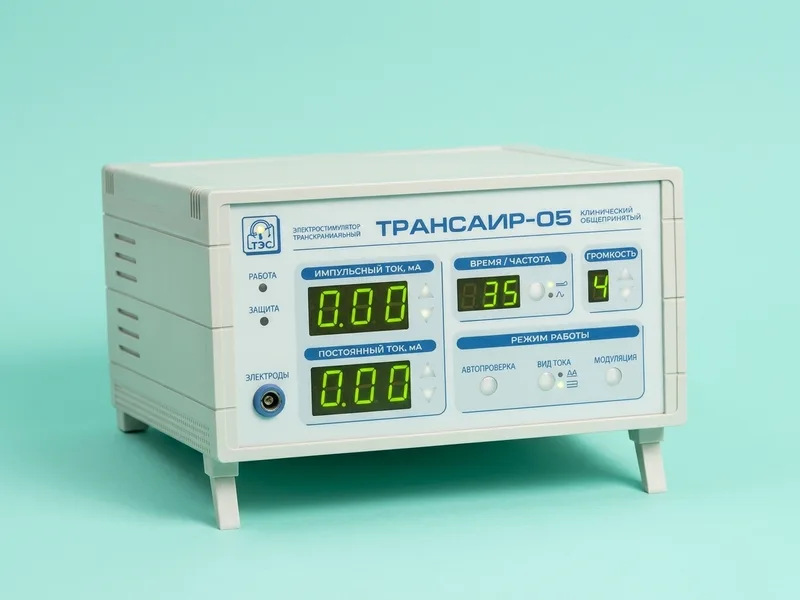 ТЭС
ЭЛЕКТРОСТИМУЛЯТОР
ТРАНСКРАНИАЛЬНЫЙ
ТРАНСАИР-05
КЛИНИЧЕСКИЙ
ОБЩЕПРИНЯТЫЙ
РАБОТА
ЗАЩИТА
ЭЛЕКТРОДЫ
ИМПУЛЬСНЫЙ ТОК, мА
0.00
ПОСТОЯННЫЙ ТОК, мА
0.00
ВРЕМЯ / ЧАСТОТА
35
ГРОМКОСТЬ
4
РЕЖИМ РАБОТЫ
АВТОПРОВЕРКА
ВИД ТОКА
МОДУЛЯЦИЯ